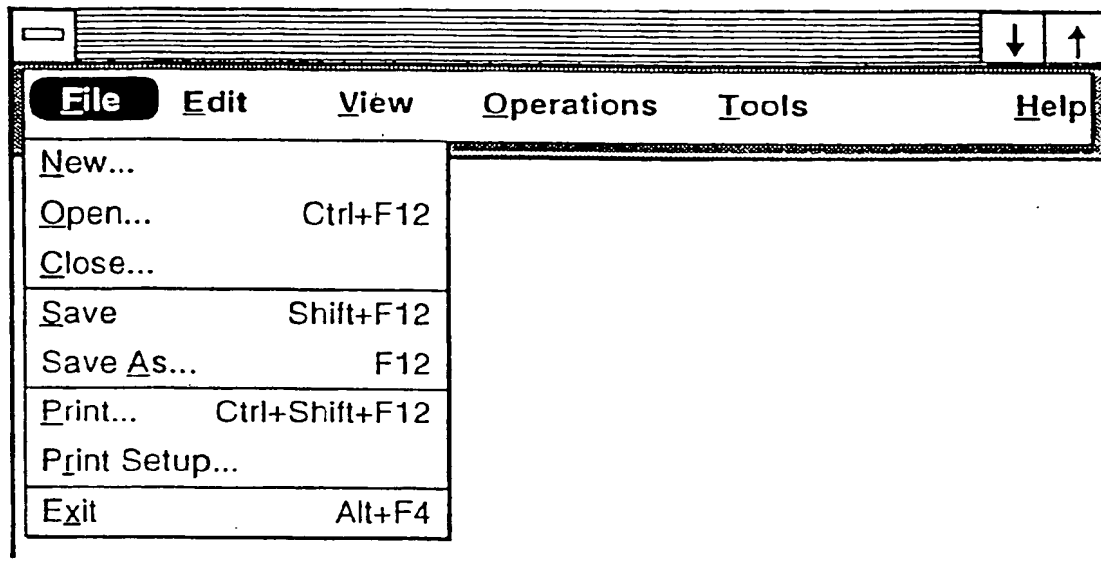 File Edit View Operations Tools Help
New...
Open... Ctrl+F12
Close...
Save Shift+F12
Save As... F12
Print... Ctrl+Shift+F12
Print Setup...
Exit Alt+F4